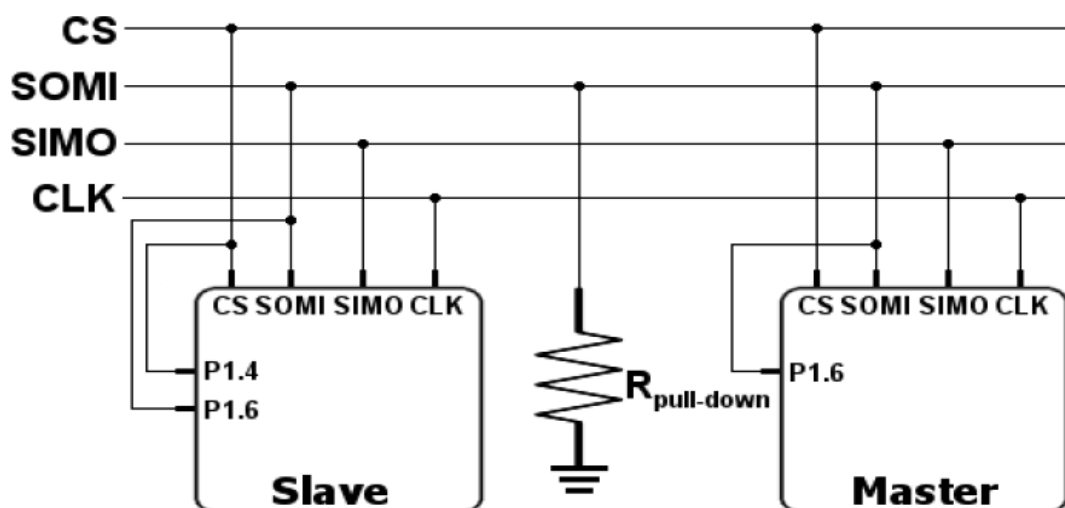 CS
SOMI
SIMO
CLK
CS SOMI SIMO CLK
P1.4
P1.6
Slave
Rpull-down
CS SOMI SIMO CLK
P1.6
Master